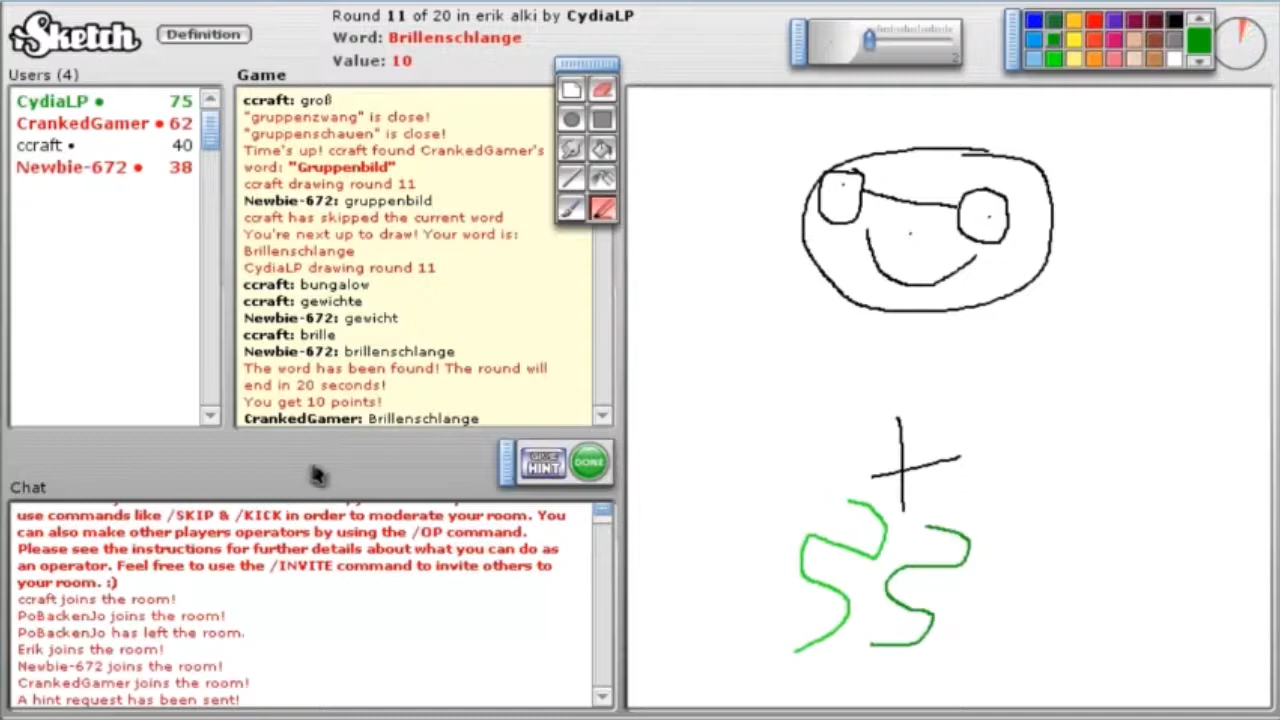 iSketch
Definition
Round 11 of 20 in erik alki by CydiaLP
Word: Brillenschlange
Value: 10
Users (4)
CydiaLP • 75
CrankedGamer • 62
ccraft • 40
Newbie-672 • 38
Game
ccraft: groß
"gruppenzwang" is close!
"gruppenschauen" is close!
Time's up! ccraft found CrankedGamer's
word: "Gruppenbild"
ccraft drawing round 11
Newbie-672: gruppenbild
ccraft has skipped the current word
You're next up to draw! Your word is:
Brillenschlange
CydiaLP drawing round 11
ccraft: bungalow
ccraft: gewichte
Newbie-672: gewicht
ccraft: brille
Newbie-672: brillenschlange
The word has been found! The round will
end in 20 seconds!
You get 10 points!
CrankedGamer: Brillenschlange
GIVE HINT
DONE
2
Chat
use commands like /SKIP & /KICK in order to moderate your room. You
can also make other players operators by using the /OP command.
Please see the instructions for further details about what you can do as
an operator. Feel free to use the /INVITE command to invite others to
your room. :)
ccraft joins the room!
PoBackenJo joins the room!
PoBackenJo has left the room.
Erik joins the room!
Newbie-672 joins the room!
CrankedGamer joins the room!
A hint request has been sent!